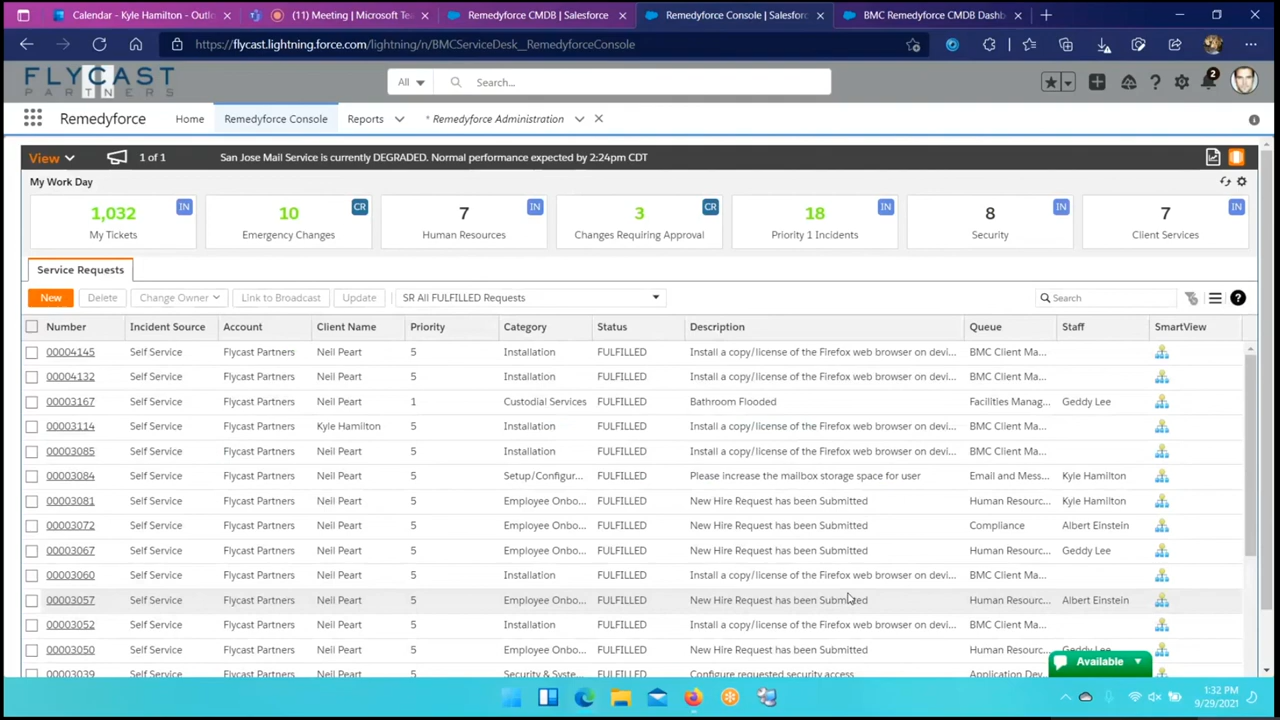 Calendar - Kyle Hamilton - Outlo
(11) Meeting | Microsoft Te
Remedyforce CMDB | Salesforce
Remedyforce Console | Salesforc
BMC Remedyforce CMDB Dashb
https://flycast.lightning.force.com/lightning/n/BMCServiceDesk__RemedyforceConsole
FLYCAST
PARTNERS
All
Search...
2
Remedyforce
Home
Remedyforce Console
Reports
* Remedyforce Administration
View
1 of 1
San Jose Mail Service is currently DEGRADED. Normal performance expected by 2:24pm CDT
My Work Day
1,032 IN
My Tickets
10 CR
Emergency Changes
7 IN
Human Resources
3 CR
Changes Requiring Approval
18 IN
Priority 1 Incidents
8 IN
Security
7 IN
Client Services
Service Requests
New Delete Change Owner Link to Broadcast Update SR All FULFILLED Requests Search
Number Incident Source Account Client Name Priority Category Status Description Queue Staff SmartView
00004145 Self Service Flycast Partners Neil Peart 5 Installation FULFILLED Install a copy/license of the Firefox web browser on devi... BMC Client Ma...
00004132 Self Service Flycast Partners Neil Peart 5 Installation FULFILLED Install a copy/license of the Firefox web browser on devi... BMC Client Ma...
00003167 Self Service Flycast Partners Neil Peart 1 Custodial Services FULFILLED Bathroom Flooded Facilities Manag... Geddy Lee
00003114 Self Service Flycast Partners Kyle Hamilton 5 Installation FULFILLED Install a copy/license of the Firefox web browser on devi... BMC Client Ma...
00003085 Self Service Flycast Partners Neil Peart 5 Installation FULFILLED Install a copy/license of the Firefox web browser on devi... BMC Client Ma...
00003084 Self Service Flycast Partners Neil Peart 5 Setup/Configur... FULFILLED Please increase the mailbox storage space for user Email and Mess... Kyle Hamilton
00003081 Self Service Flycast Partners Neil Peart 5 Employee Onbo... FULFILLED New Hire Request has been Submitted Human Resourc... Kyle Hamilton
00003072 Self Service Flycast Partners Neil Peart 5 Employee Onbo... FULFILLED New Hire Request has been Submitted Compliance Albert Einstein
00003067 Self Service Flycast Partners Neil Peart 5 Employee Onbo... FULFILLED New Hire Request has been Submitted Human Resourc... Geddy Lee
00003060 Self Service Flycast Partners Neil Peart 5 Installation FULFILLED Install a copy/license of the Firefox web browser on devi... BMC Client Ma...
00003057 Self Service Flycast Partners Neil Peart 5 Employee Onbo... FULFILLED New Hire Request has been Submitted Human Resourc... Albert Einstein
00003052 Self Service Flycast Partners Neil Peart 5 Installation FULFILLED Install a copy/license of the Firefox web browser on devi... BMC Client Ma...
00003050 Self Service Flycast Partners Neil Peart 5 Employee Onbo... FULFILLED New Hire Request has been Submitted Human Resourc...
00003039 Self Service Flycast Partners Neil Peart 5 Security & Syste... FULFILLED Configure requested security access Application Dev...
Available
1:32 PM
9/29/2021